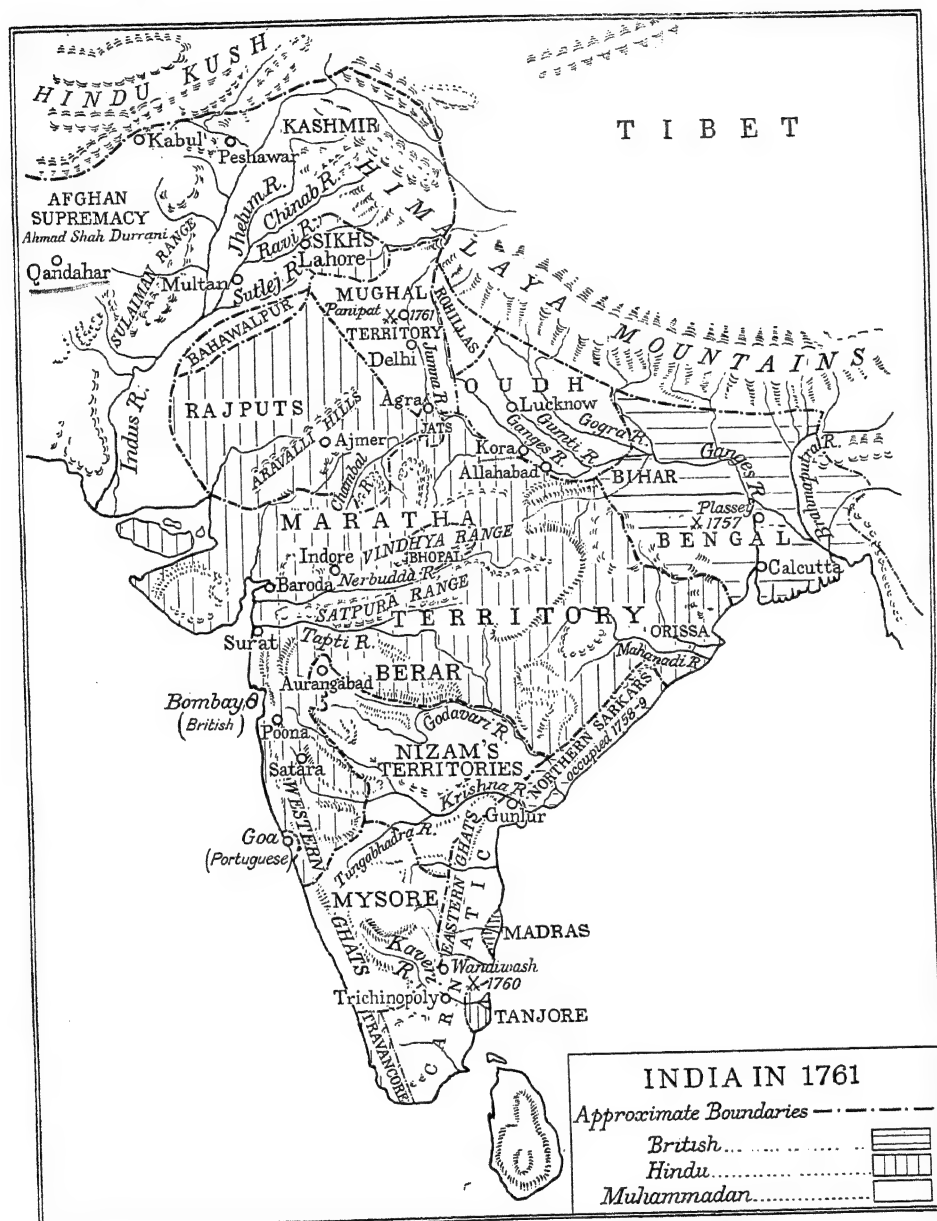 HINDU KUSH
TIBET
KASHMIR
Kabul
Peshawar
AFGHAN
SUPREMACY
Ahmad Shah Durrani
Jhelum R.
Chinab R.
HIMALAYA MOUNTAINS
Ravi R.
SIKHS
Lahore
Qandahar
SULAIMAN RANGE
Multan
Sutlej R.
MUGHAL
Panipat 1761
TERRITORY
Delhi
ROHILLAS
BAHAWALPUR
Jumna R.
OUDH
Indus R.
RAJPUTS
Agra
JATS
Lucknow
Gogra R.
Gumti R.
Ganges R.
ARAVALI HILLS
Ajmer
Chambal R.
Kora
Allahabad
BIHAR
Ganges R.
Brahmaputra R.
Plassey
1757
BENGAL
Calcutta
MARATHA
VINDHYA RANGE
Indore
BHOPAL
Baroda
Nerbudda R.
SATPURA RANGE
TERRITORY
ORISSA
Surat
Tapti R.
Mahanadi R.
BERAR
Aurangabad
Bombay
(British)
Godavari R.
Poona
NIZAM'S
TERRITORIES
NORTHERN SARKARS
occupied 1758-9
Satara
Krishna R.
Gunlur
WESTERN GHATS
Goa
(Portuguese)
Tungabhadra R.
EASTERN GHATS
CARNATIC
MYSORE
MADRAS
Kaveri R.
Wandiwash
1760
Trichinopoly
TANJORE
TRAVANCORE
INDIA IN 1761
Approximate Boundaries
British
Hindu
Muhammadan